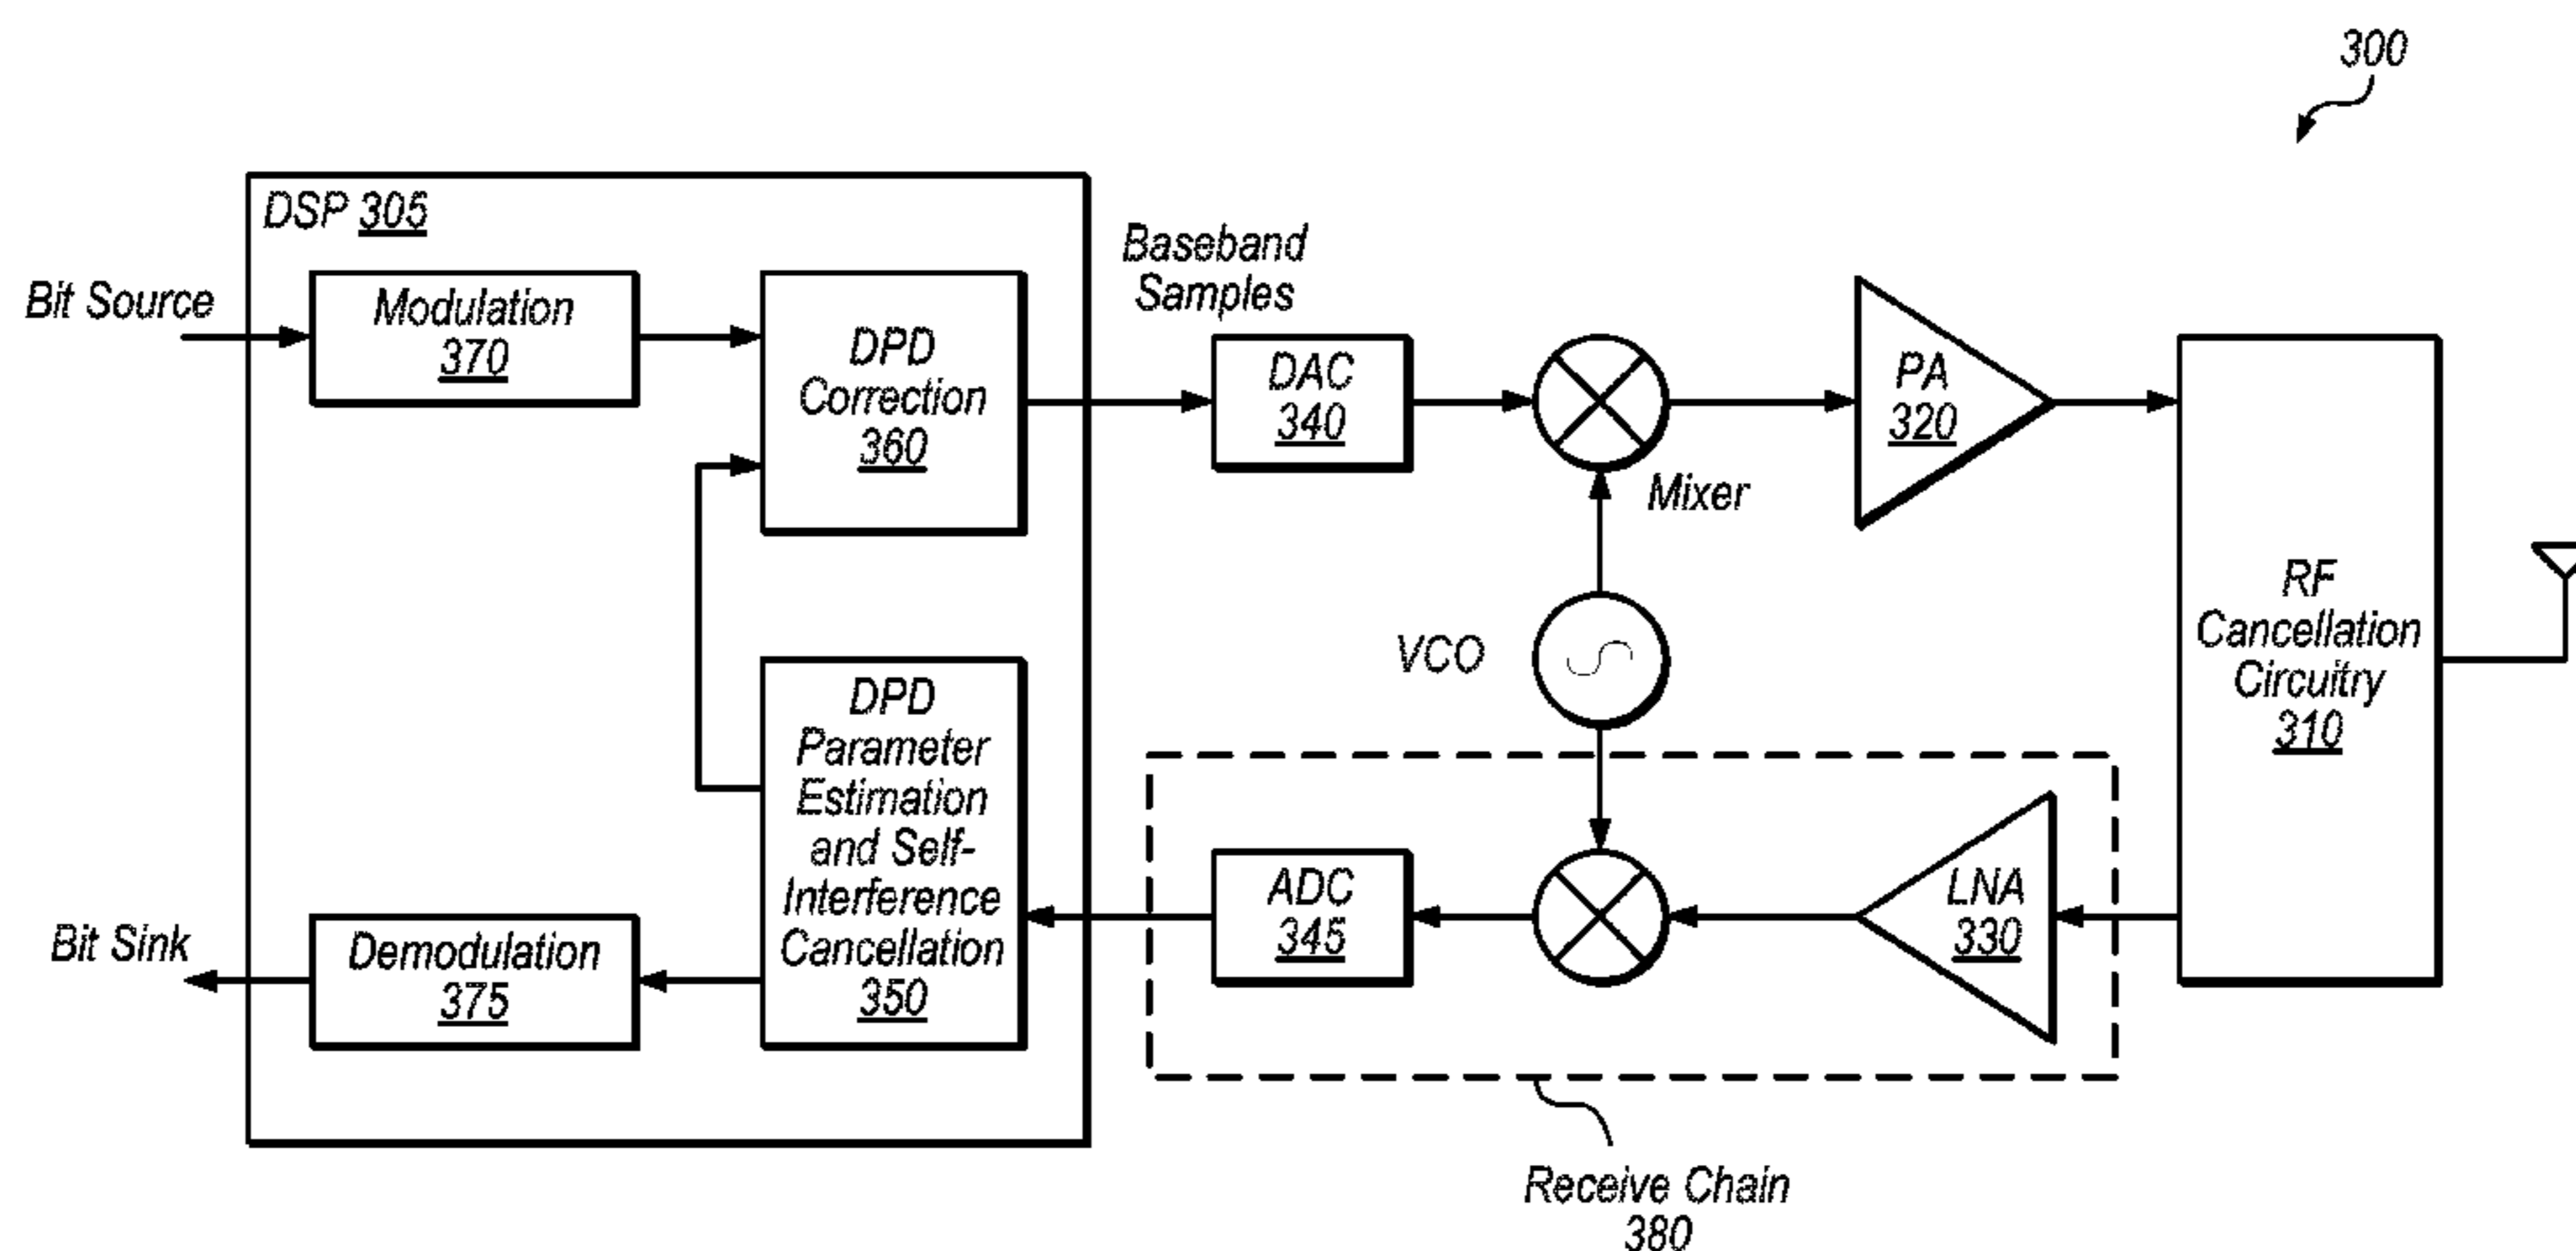 300
DSP 305
Bit Source
Modulation
370
DPD
Correction
360
Baseband
Samples
DAC
340
Mixer
PA
320
RF
Cancellation
Circuitry
310
VCO
DPD
Parameter
Estimation
and Self-
Interference
Cancellation
350
Bit Sink
Demodulation
375
ADC
345
LNA
330
Receive Chain
380